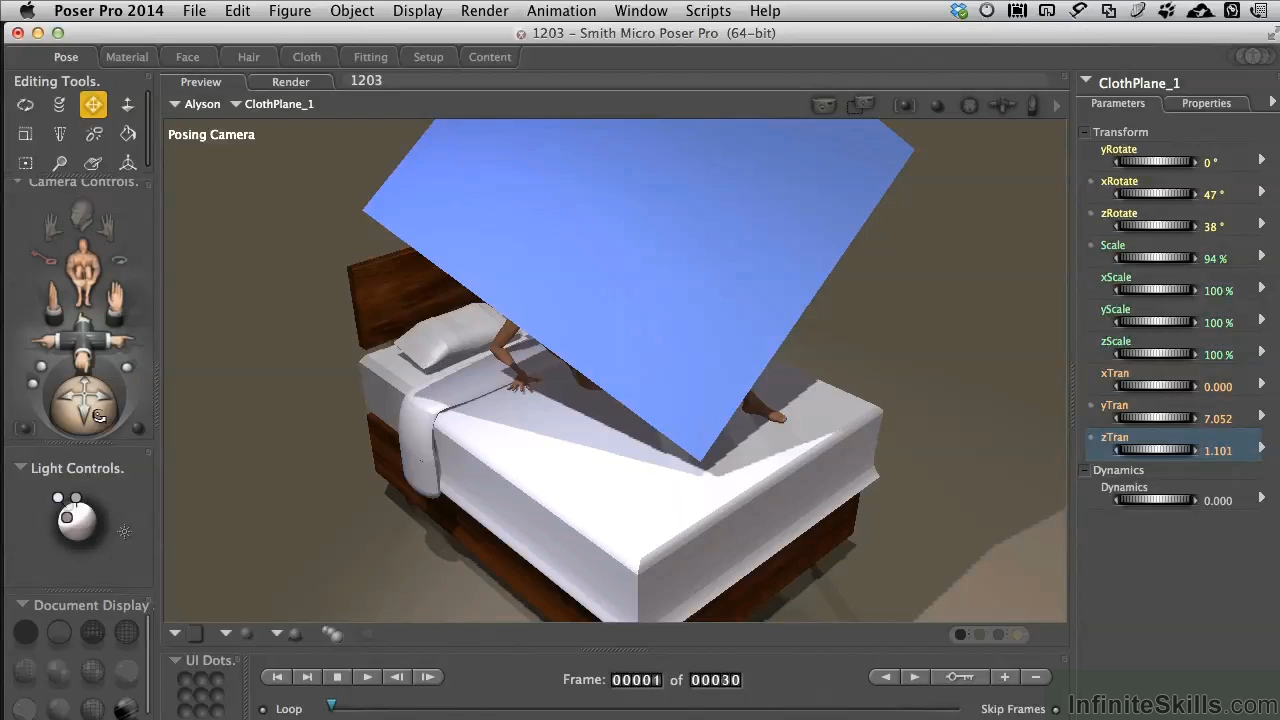 Poser Pro 2014 File Edit Figure Object Display Render Animation Window Scripts Help
1203 - Smith Micro Poser Pro (64-bit)
Pose Material Face Hair Cloth Fitting Setup Content
Editing Tools.
Preview Render 1203
Alyson ClothPlane_1
Posing Camera
Camera Controls.
Light Controls.
Document Display
UI Dots.
Frame: 00001 of 00030
Loop
Skip Frames
ClothPlane_1
Parameters Properties
Transform
yRotate
0 °
xRotate
47 °
zRotate
38 °
Scale
94 %
xScale
100 %
yScale
100 %
zScale
100 %
xTran
0.000
yTran
7.052
zTran
1.101
Dynamics
Dynamics
0.000
InfiniteSkills.com